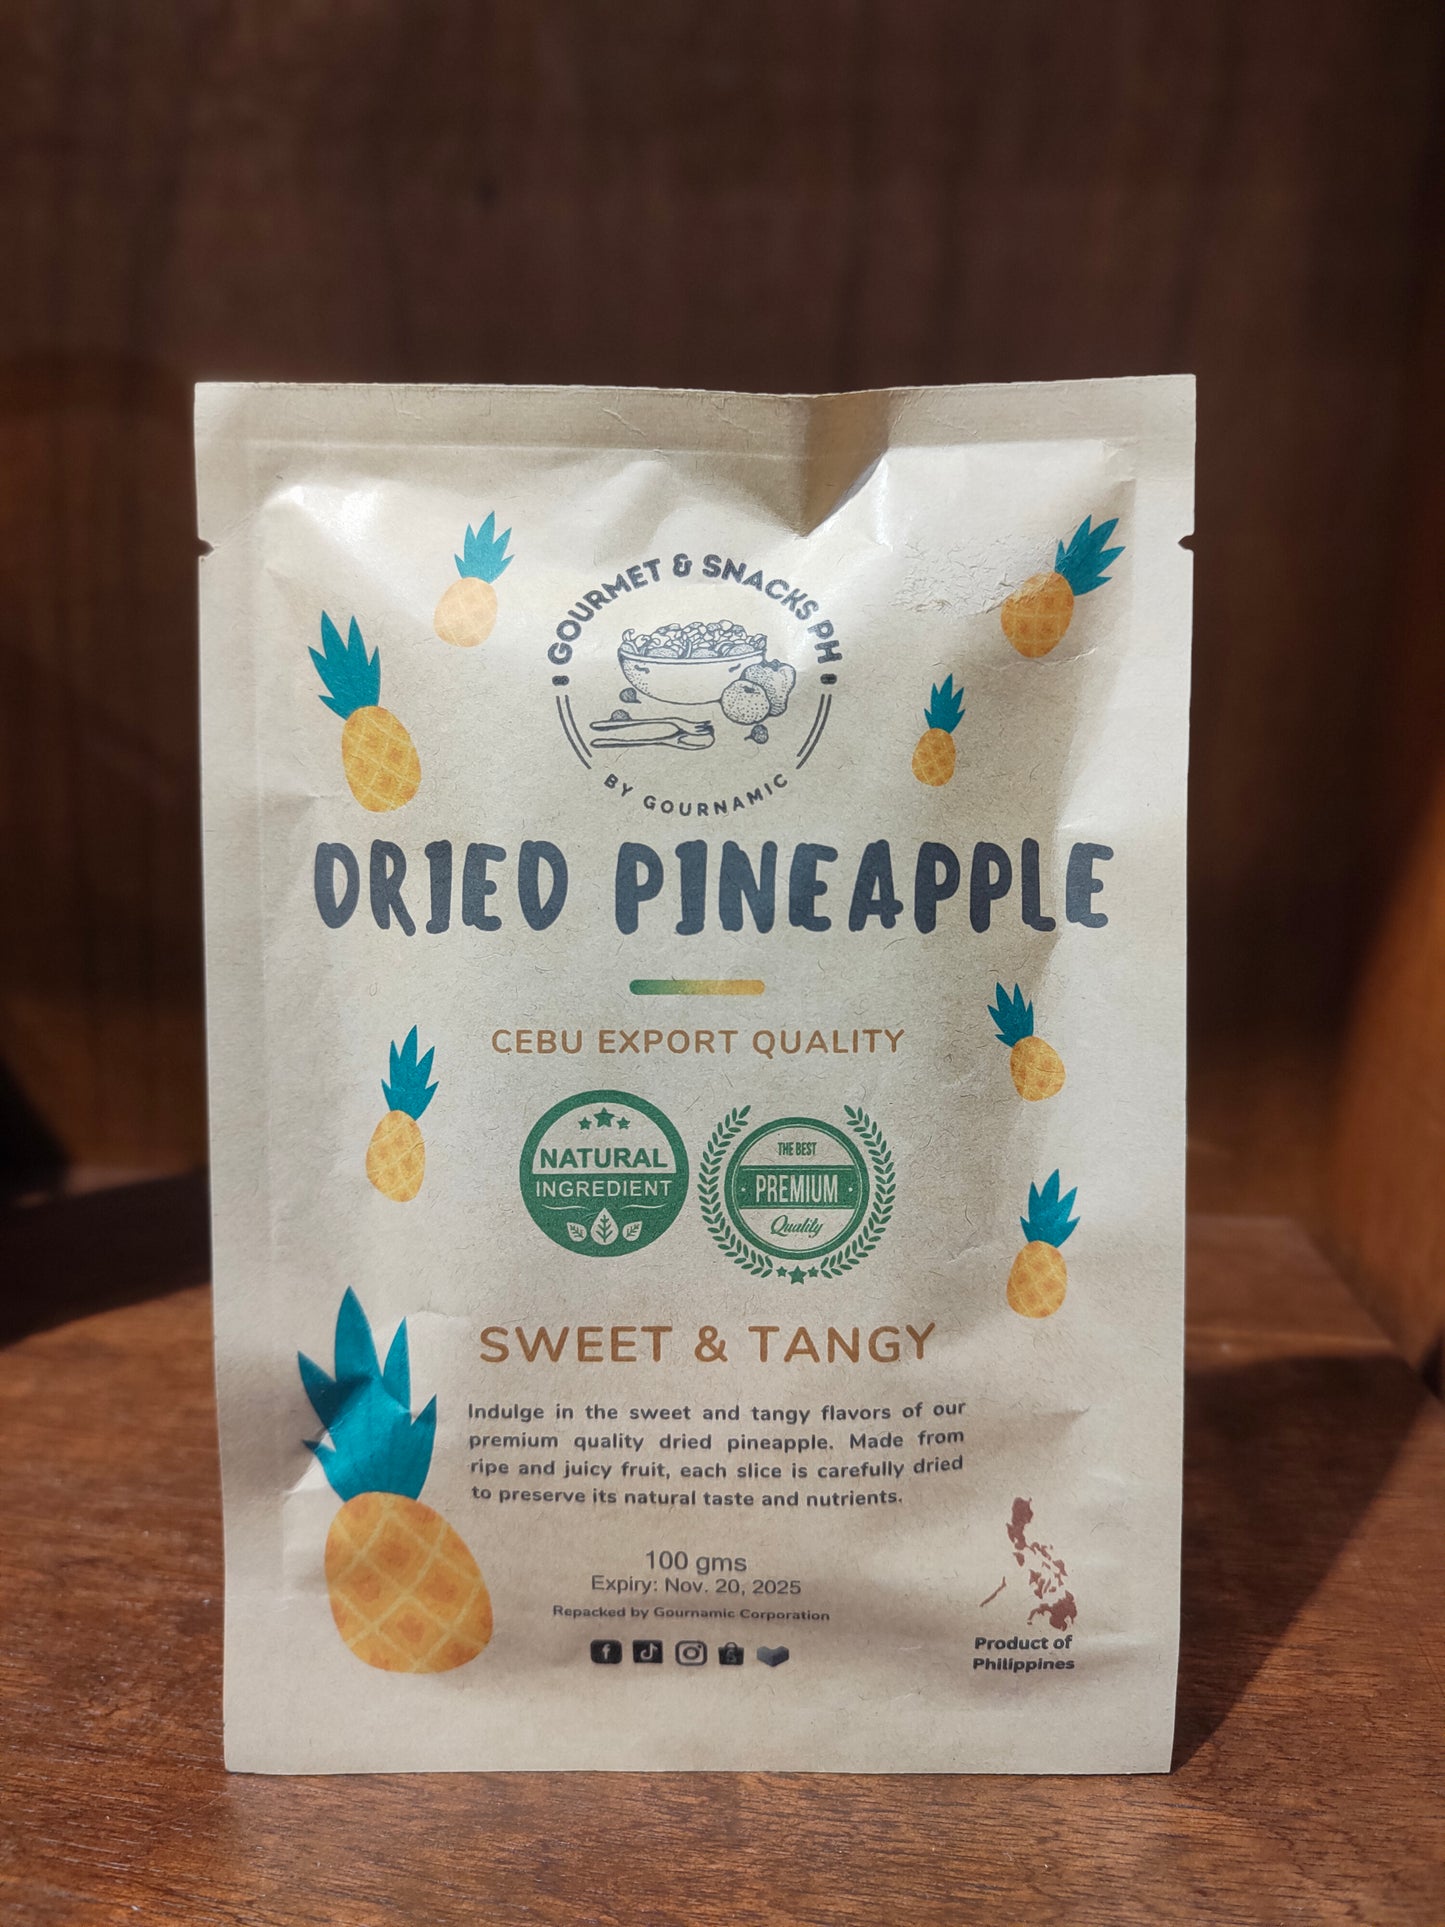 GOURMET & SNACKS PH
BY GOURNAMIC
DRIED PINEAPPLE
CEBU EXPORT QUALITY
NATURAL
INGREDIENT
THE BEST
PREMIUM
Quality
SWEET & TANGY
Indulge in the sweet and tangy flavors of our
premium quality dried pineapple. Made from
ripe and juicy fruit, each slice is carefully dried
to preserve its natural taste and nutrients.
100 gms
Expiry: Nov. 20, 2025
Repacked by Gournamic Corporation
Product of
Philippines